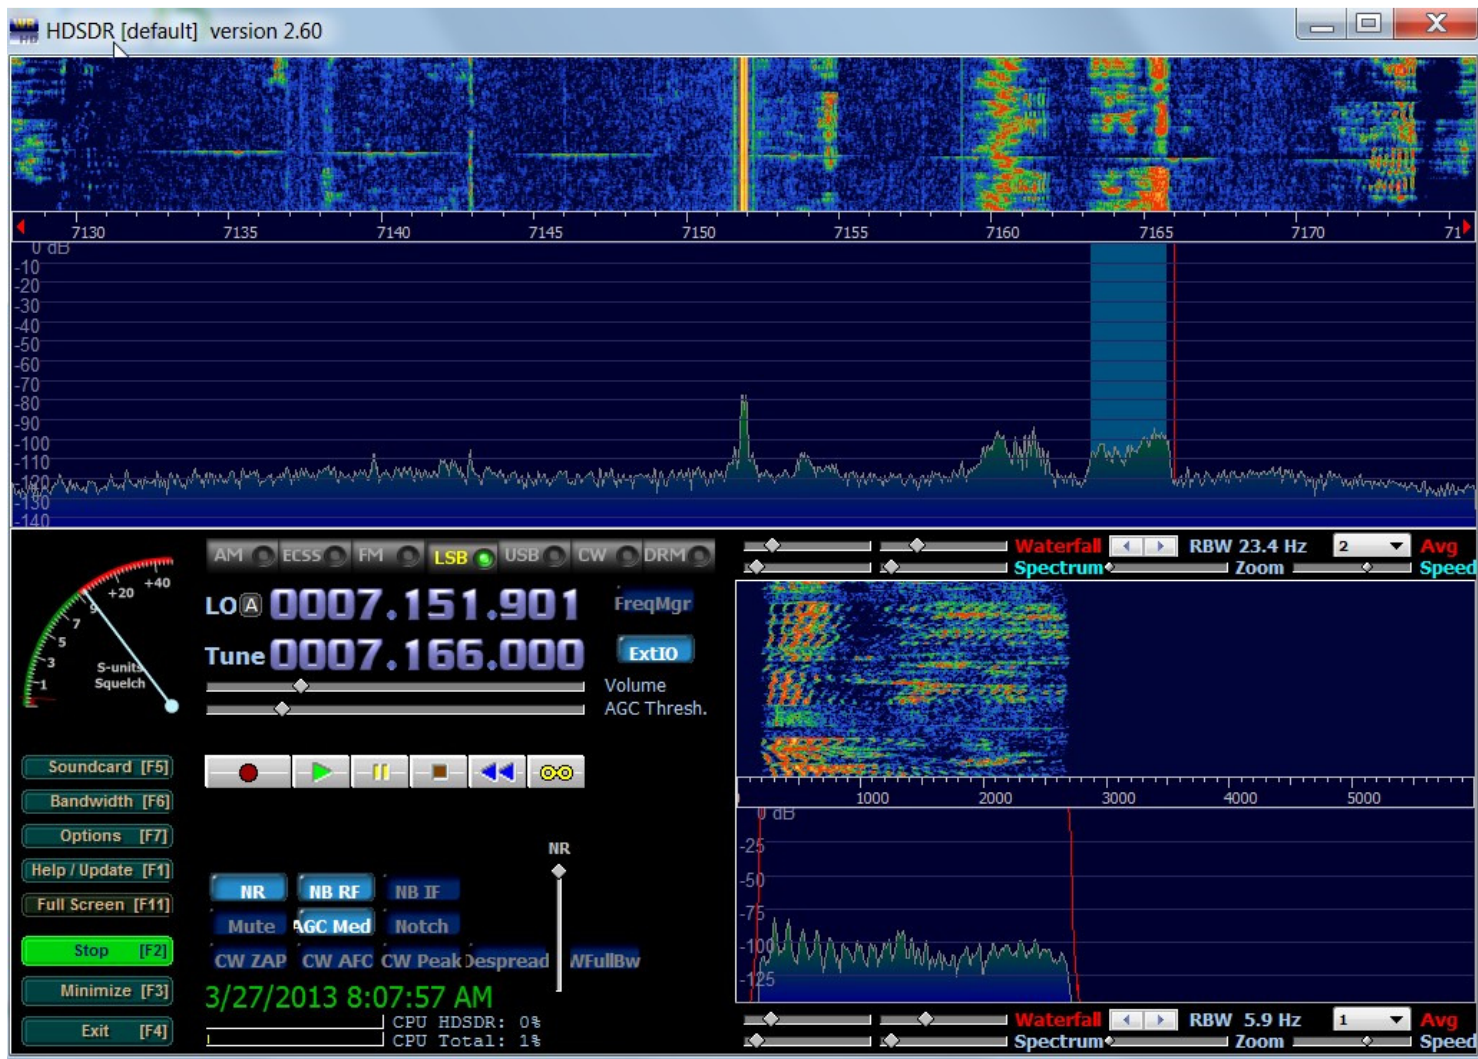 HDSDR [default] version 2.60
7130 7135 7140 7145 7150 7155 7160 7165 7170 71
0 dB
-10
-20
-30
-40
-50
-60
-70
-80
-90
-100
-110
-120
-130
-140
AM ECSS FM LSB USB CW DRM
Waterfall RBW 23.4 Hz 2 Avg
Spectrum Zoom Speed
+20 +40
9
7
5
3
1
S-units
Squelch
LO A 0007.151.901 FreqMgr
Tune 0007.166.000 ExtIO
Volume
AGC Thresh.
Soundcard [F5]
Bandwidth [F6]
Options [F7]
Help / Update [F1]
Full Screen [F11]
Stop [F2]
Minimize [F3]
Exit [F4]
NR
NR NB RF NB IF
Mute AGC Med Notch
CW ZAP CW AFC CW Peak Despread WFullBw
3/27/2013 8:07:57 AM
CPU HDSDR: 0%
CPU Total: 1%
1000 2000 3000 4000 5000
0 dB
-25
-50
-75
-100
-125
Waterfall RBW 5.9 Hz 1 Avg
Spectrum Zoom Speed